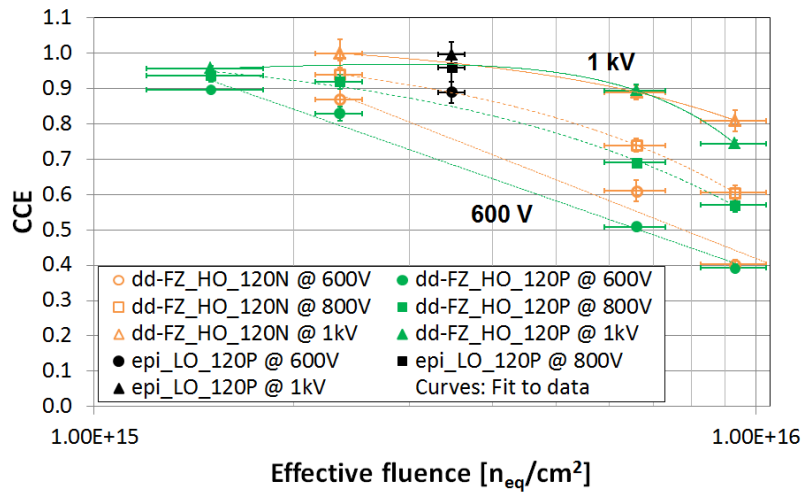 1.0
0.9
0.8
0.7
0.6
0.5
0.4
0.3
0.2
0.1
0.0
CCE
1 kV
600 V
dd-FZ_HO_120N @ 600V
dd-FZ_HO_120P @ 600V
dd-FZ_HO_120N @ 800V
dd-FZ_HO_120P @ 800V
dd-FZ_HO_120N @ 1kV
dd-FZ_HO_120P @ 1kV
epi_LO_120P @ 600V
epi_LO_120P @ 800V
epi_LO_120P @ 1kV
Curves: Fit to data
1.00E+15
1.00E+16
Effective fluence [n_eq/cm²]